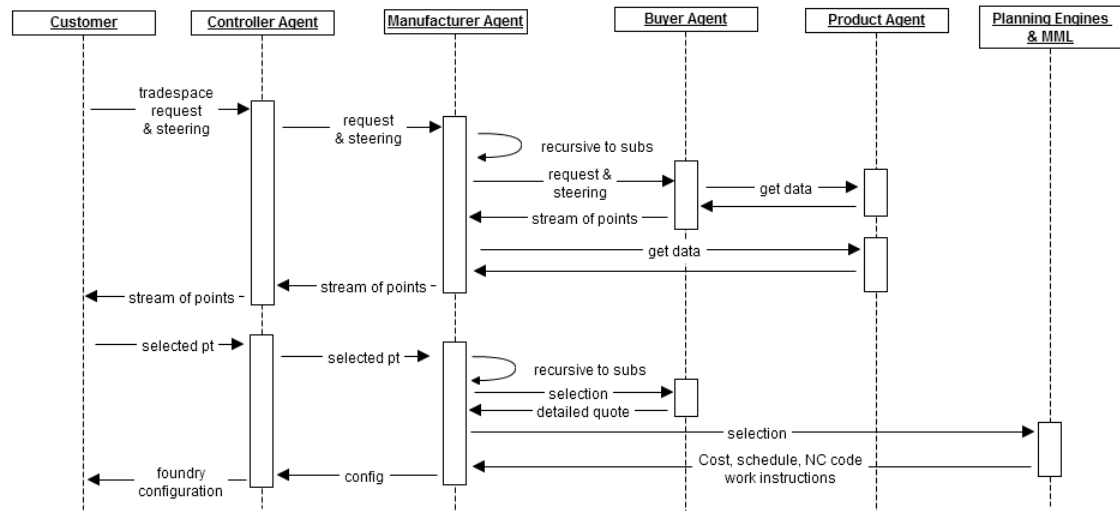 Customer
Controller Agent
Manufacturer Agent
Buyer Agent
Product Agent
Planning Engines
& MML
tradespace
request
& steering
request
& steering
recursive to subs
request &
steering
get data
stream of points
get data
stream of points
stream of points
selected pt
selected pt
recursive to subs
selection
detailed quote
selection
Cost, schedule, NC code
work instructions
config
foundry
configuration